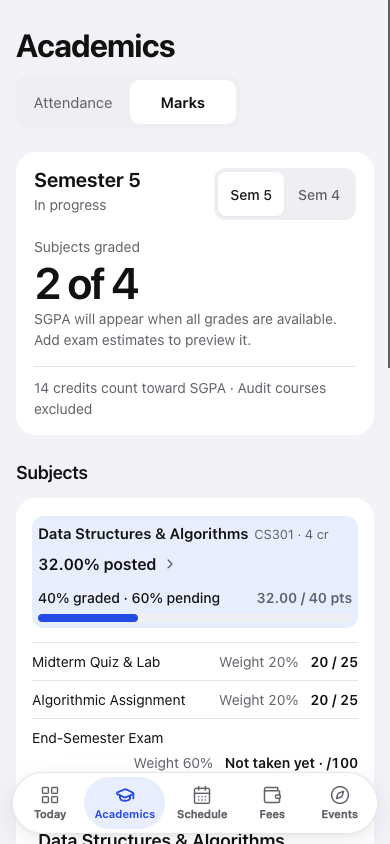 Academics
Attendance Marks
Semester 5
In progress
Sem 5 Sem 4
Subjects graded
2 of 4
SGPA will appear when all grades are available.
Add exam estimates to preview it.
14 credits count toward SGPA · Audit courses
excluded
Subjects
Data Structures & Algorithms CS301 · 4 cr
32.00% posted
40% graded · 60% pending 32.00 / 40 pts
Midterm Quiz & Lab Weight 20% 20 / 25
Algorithmic Assignment Weight 20% 20 / 25
End-Semester Exam
Weight 60% Not taken yet · /100
Today Academics Schedule Fees Events
Data Structures & Algorithms